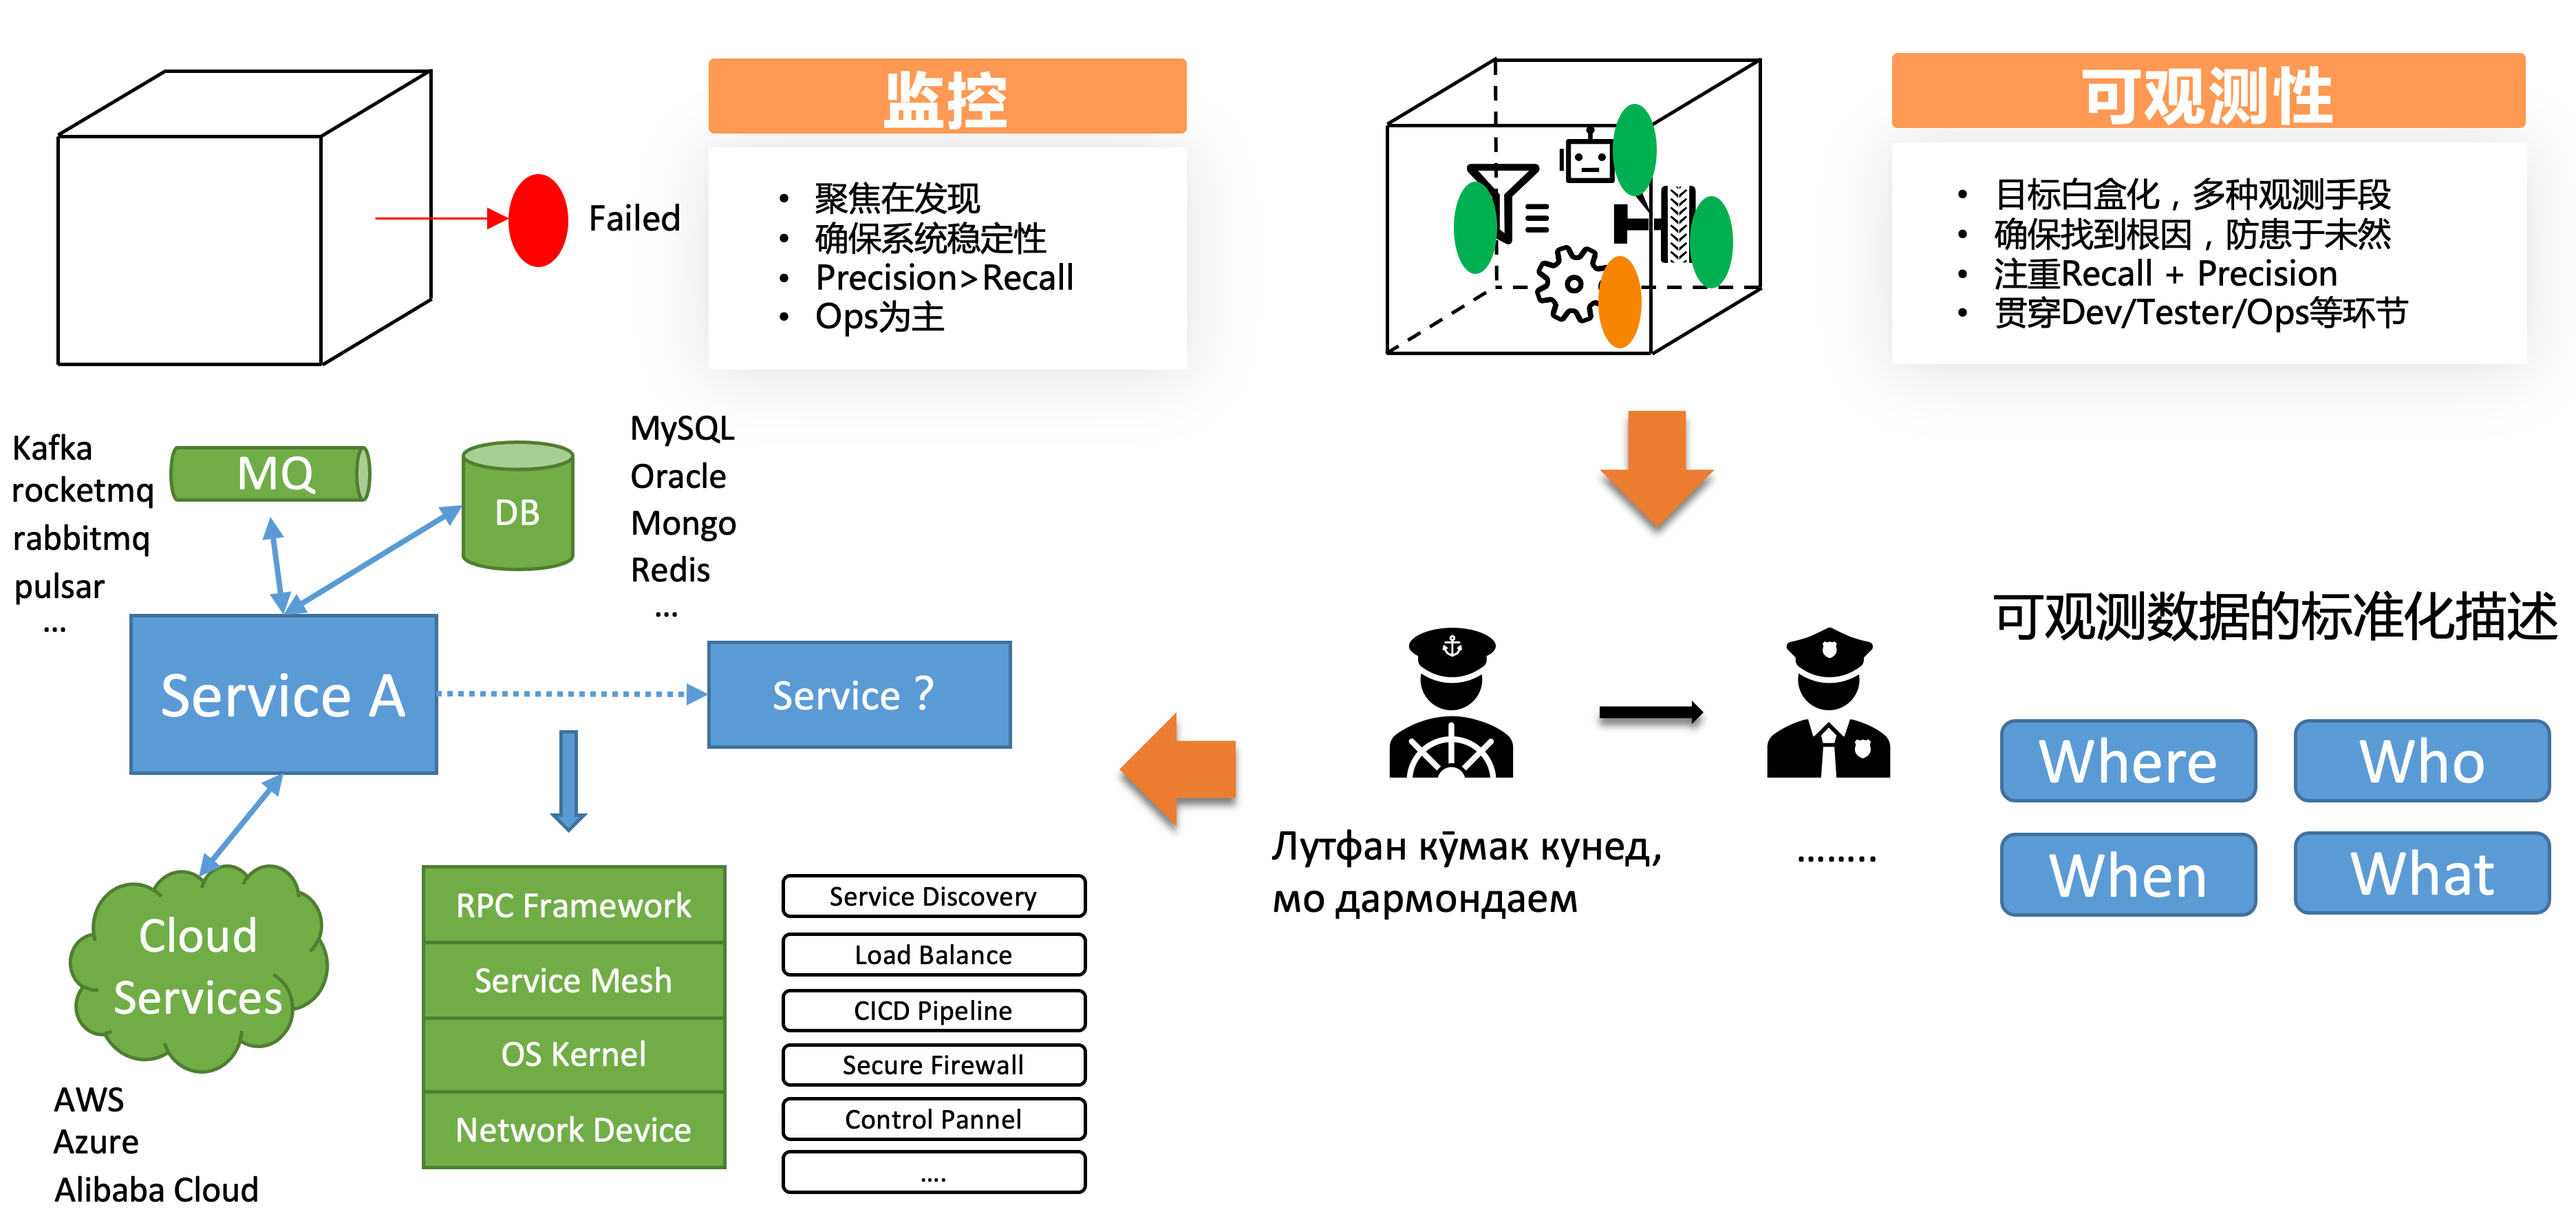 监控
Failed
• 聚焦在发现
• 确保系统稳定性
• Precision>Recall
• Ops为主
可观测性
• 目标白盒化，多种观测手段
• 确保找到根因，防患于未然
• 注重Recall + Precision
• 贯穿Dev/Tester/Ops等环节
Kafka
rocketmq
rabbitmq
pulsar
...
MQ
DB
MySQL
Oracle
Mongo
Redis
...
Service A
Service？
Cloud
Services
AWS
Azure
Alibaba Cloud
RPC Framework
Service Mesh
OS Kernel
Network Device
Service Discovery
Load Balance
CICD Pipeline
Secure Firewall
Control Pannel
....
Лутфан кӯмак кунед,
мо дармондаем
........
可观测数据的标准化描述
Where
Who
When
What